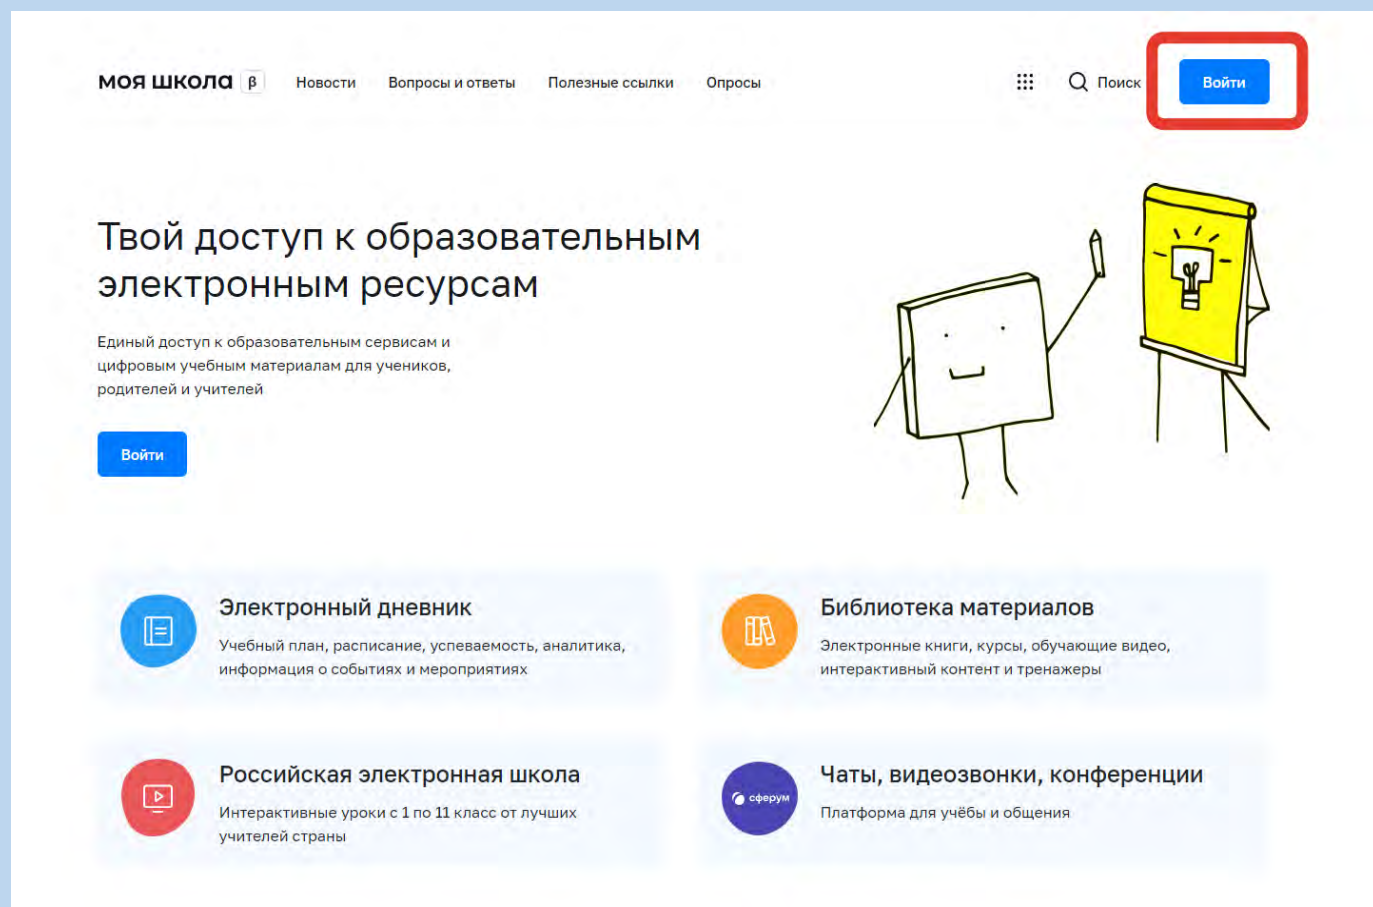 моя школа β Новости Вопросы и ответы Полезные ссылки Опросы Поиск Войти
Твой доступ к образовательным
электронным ресурсам
Единый доступ к образовательным сервисам и
цифровым учебным материалам для учеников,
родителей и учителей
Войти
Электронный дневник
Учебный план, расписание, успеваемость, аналитика,
информация о событиях и мероприятиях
Библиотека материалов
Электронные книги, курсы, обучающие видео,
интерактивный контент и тренажеры
Российская электронная школа
Интерактивные уроки с 1 по 11 класс от лучших
учителей страны
сферум
Чаты, видеозвонки, конференции
Платформа для учёбы и общения